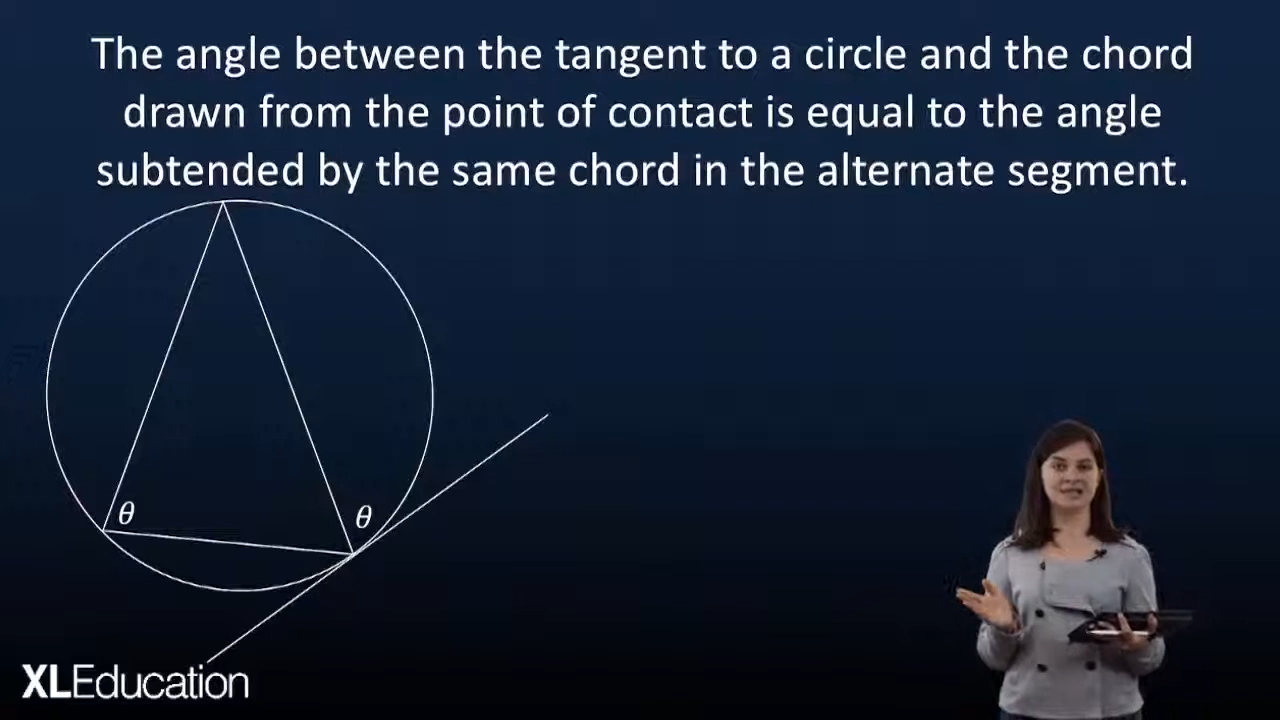 The angle between the tangent to a circle and the chord
drawn from the point of contact is equal to the angle
subtended by the same chord in the alternate segment.
θ
θ
XLEducation